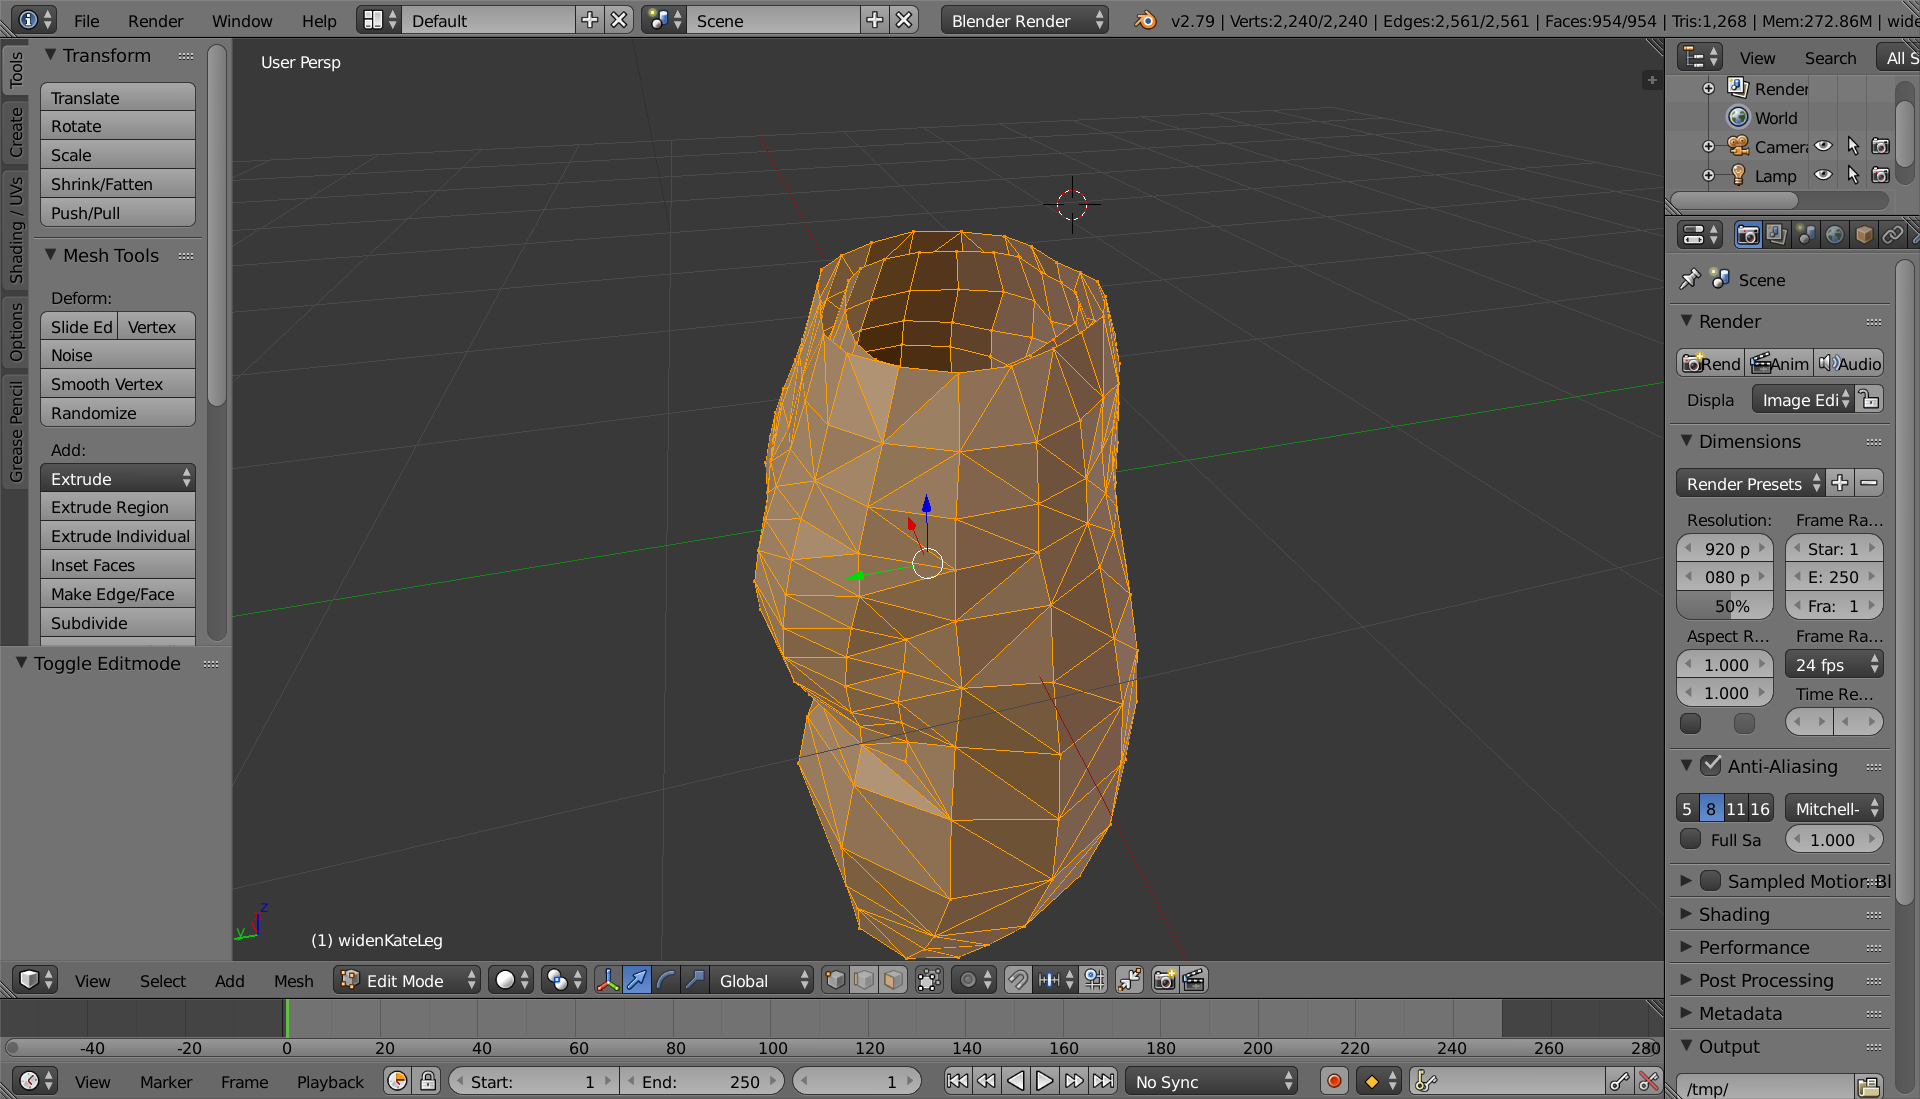 File Render Window Help Default Scene Blender Render v2.79 | Verts:2,240/2,240 | Edges:2,561/2,561 | Faces:954/954 | Tris:1,268 | Mem:272.86M | wide
Tools
Create
Shading / UVs
Options
Grease Pencil
Transform
Translate
Rotate
Scale
Shrink/Fatten
Push/Pull
Mesh Tools
Deform:
Slide Ed Vertex
Noise
Smooth Vertex
Randomize
Add:
Extrude
Extrude Region
Extrude Individual
Inset Faces
Make Edge/Face
Subdivide
Toggle Editmode
User Persp
z
y
(1) widenKateLeg
View Search All S
Render
World
Camera
Lamp
Scene
Render
Rend Anim Audio
Displa Image Edi
Dimensions
Render Presets
Resolution: Frame Ra...
920 p Star: 1
080 p E: 250
50% Fra: 1
Aspect R... Frame Ra...
1.000 24 fps
1.000 Time Re...
Anti-Aliasing
5 8 11 16 Mitchell-
Full Sa 1.000
Sampled Motion Bl
Shading
Performance
Post Processing
Metadata
Output
/tmp/
View Select Add Mesh Edit Mode Global
-40 -20 0 20 40 60 80 100 120 140 160 180 200 220 240 260 280
View Marker Frame Playback Start: 1 End: 250 1 No Sync